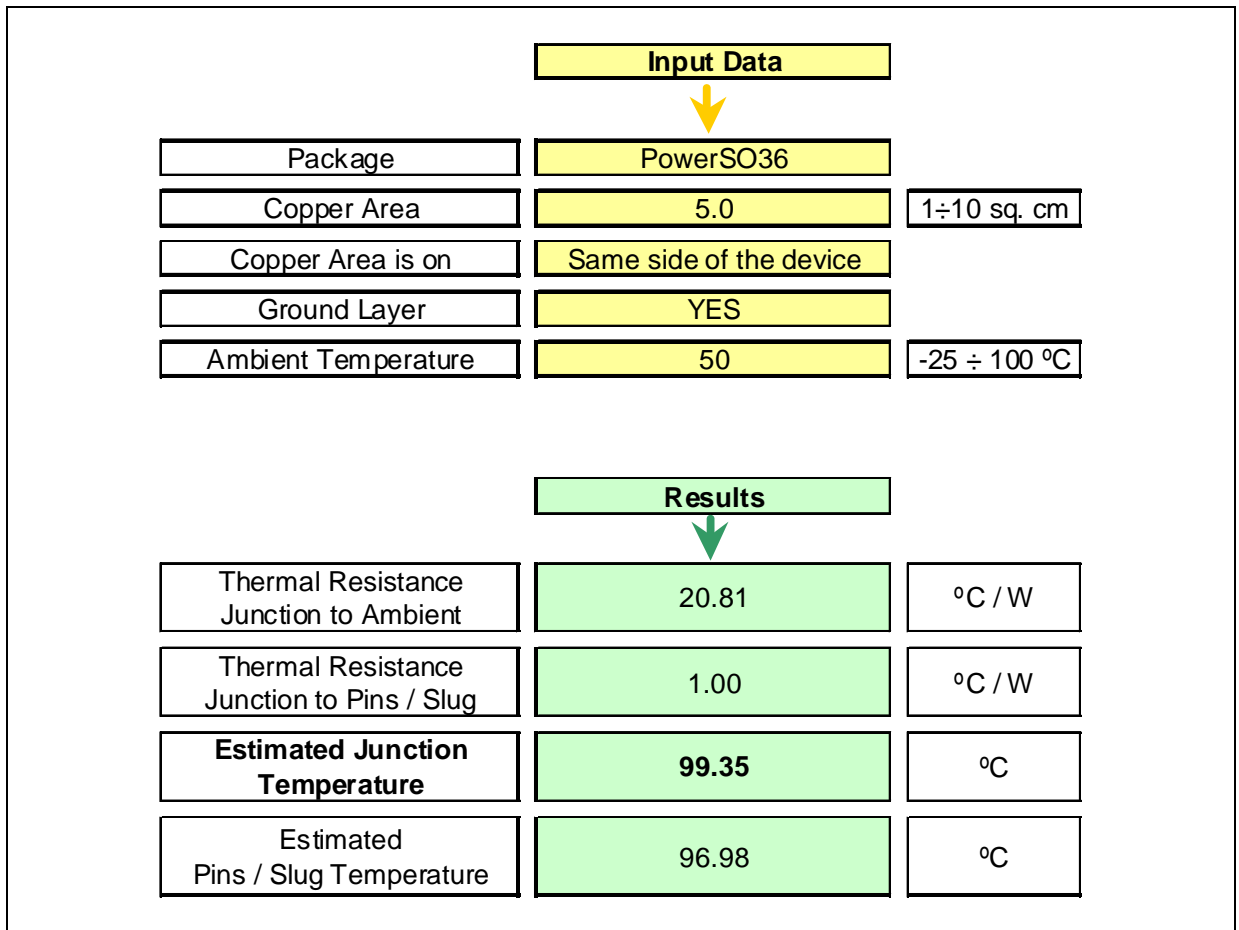 Input Data
Package
PowerSO36
Copper Area
5.0
1÷10 sq. cm
Copper Area is on
Same side of the device
Ground Layer
YES
Ambient Temperature
50
-25 ÷ 100 ºC
Results
Thermal Resistance
Junction to Ambient
20.81
ºC / W
Thermal Resistance
Junction to Pins / Slug
1.00
ºC / W
Estimated Junction
Temperature
99.35
ºC
Estimated
Pins / Slug Temperature
96.98
ºC